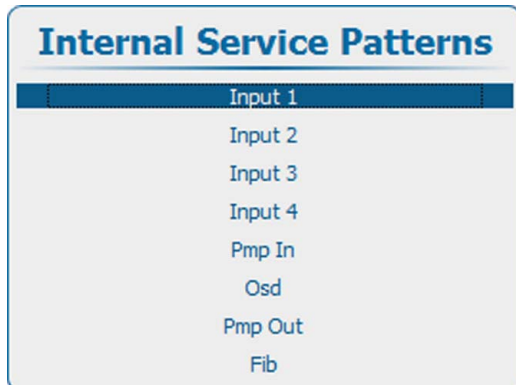 Internal Service Patterns
Input 1
Input 2
Input 3
Input 4
Pmp In
Osd
Pmp Out
Fib